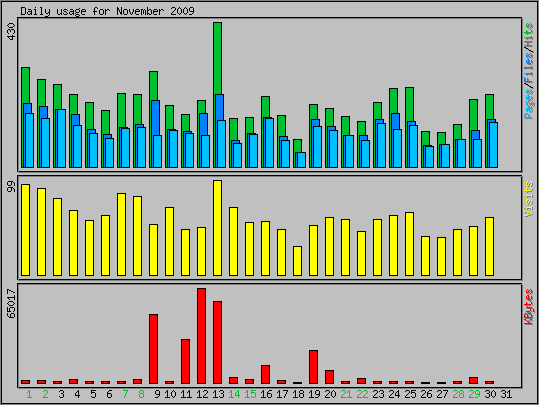 Daily usage for November 2009
430
Pages/Files/Hits
99
Visits
65017
KBytes
1 2 3 4 5 6 7 8 9 10 11 12 13 14 15 16 17 18 19 20 21 22 23 24 25 26 27 28 29 30 31